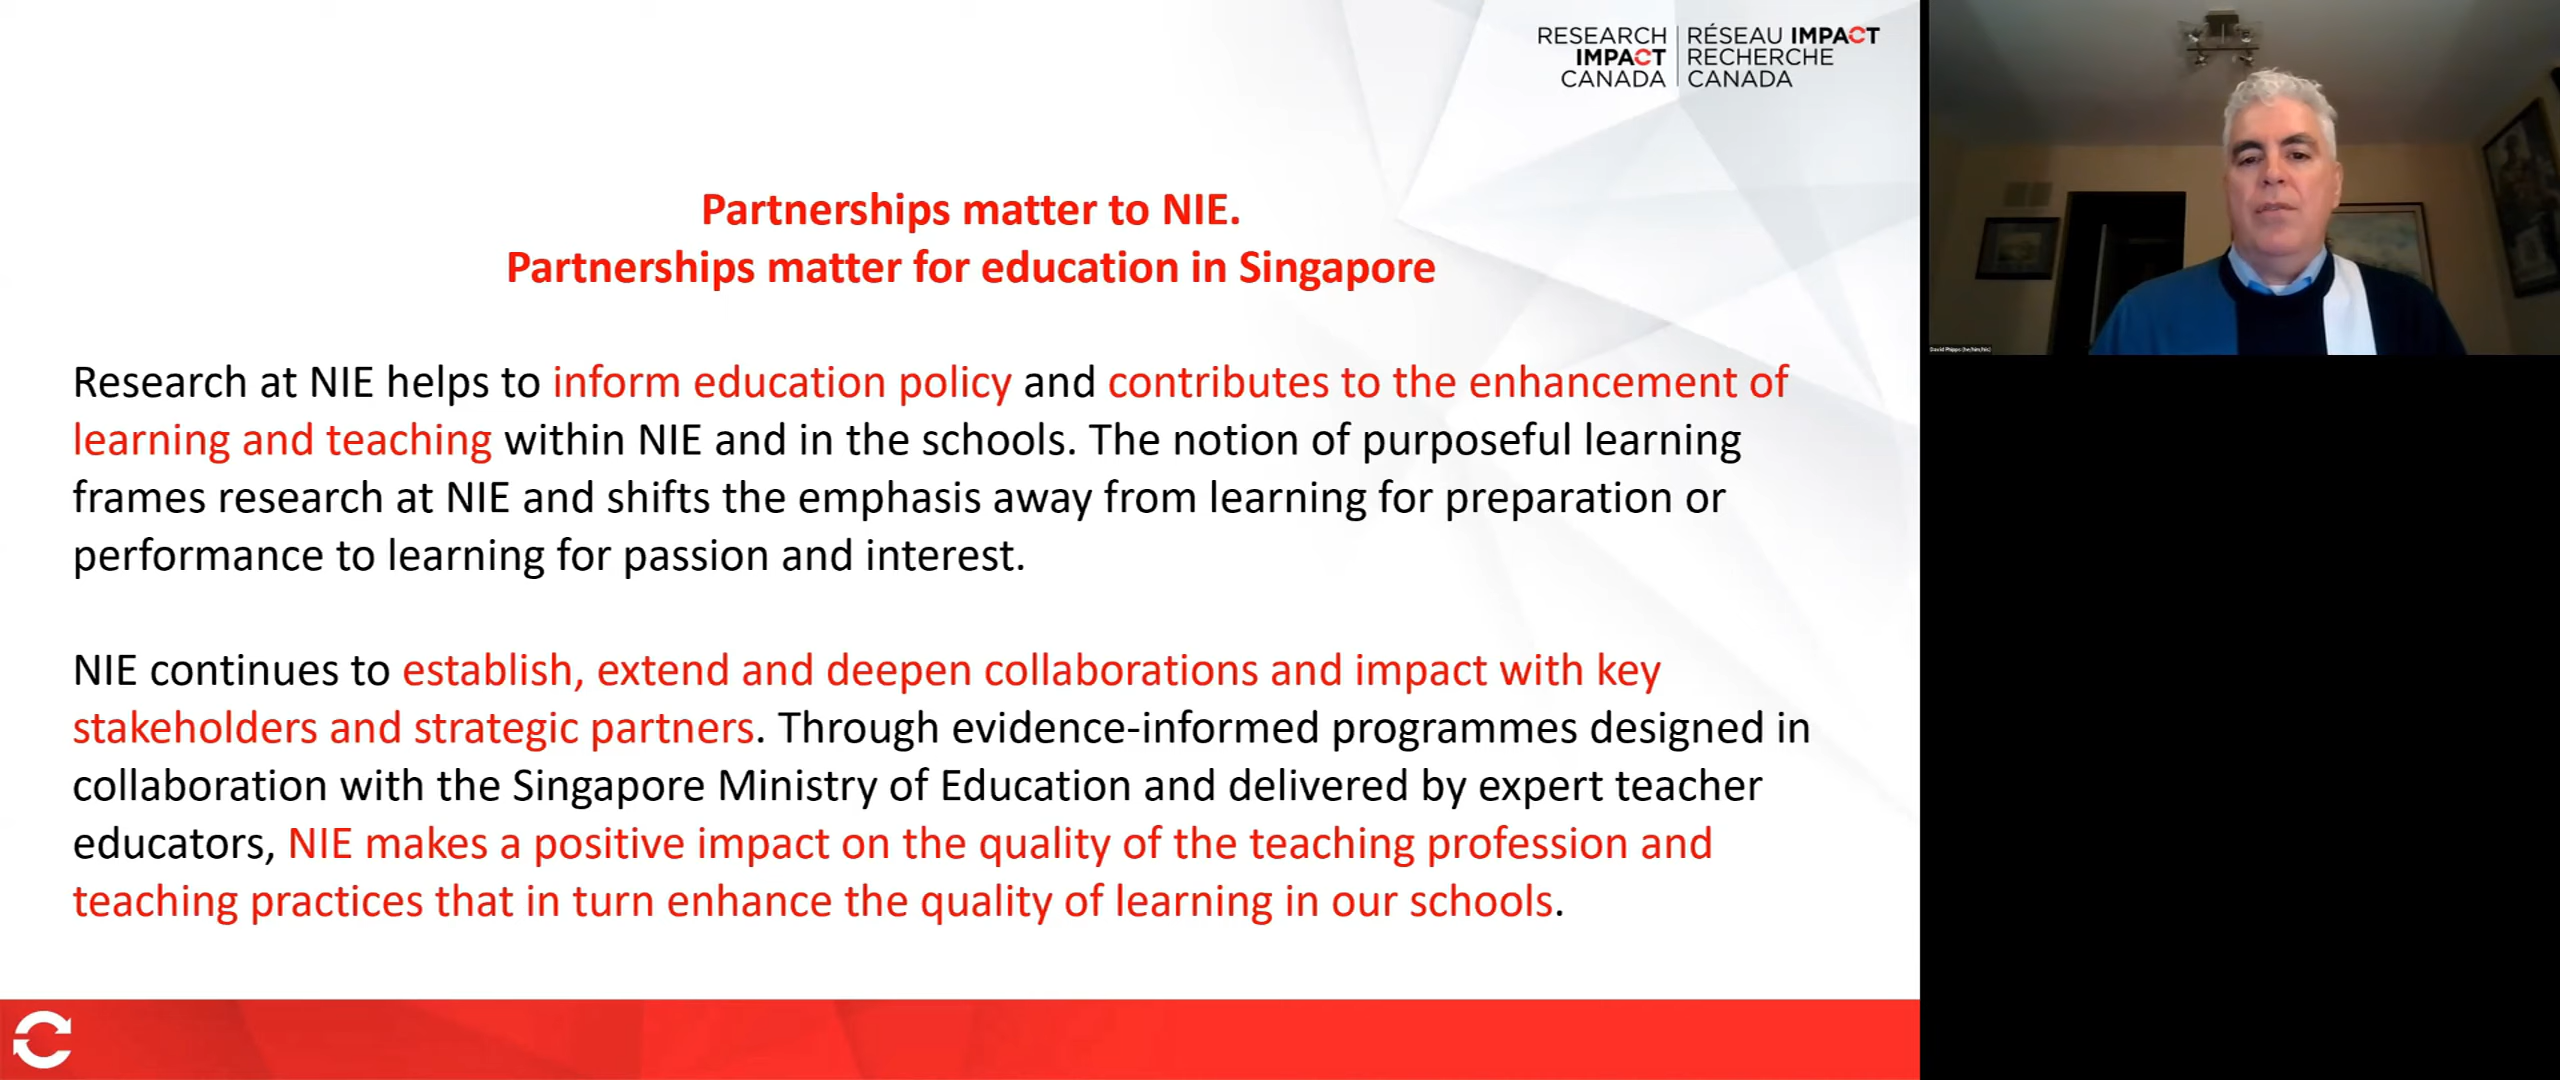 RESEARCH
IMPACT
CANADA
RÉSEAU IMPACT
RECHERCHE
CANADA
Partnerships matter to NIE.
Partnerships matter for education in Singapore
Research at NIE helps to inform education policy and contributes to the enhancement of
learning and teaching within NIE and in the schools. The notion of purposeful learning
frames research at NIE and shifts the emphasis away from learning for preparation or
performance to learning for passion and interest.
NIE continues to establish, extend and deepen collaborations and impact with key
stakeholders and strategic partners. Through evidence-informed programmes designed in
collaboration with the Singapore Ministry of Education and delivered by expert teacher
educators, NIE makes a positive impact on the quality of the teaching profession and
teaching practices that in turn enhance the quality of learning in our schools.
David Phipps (he/him/his)